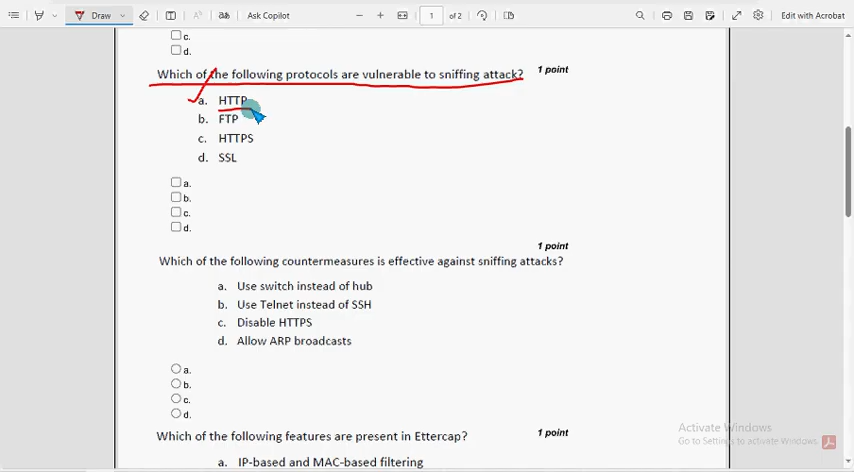 Draw
aあ
Ask Copilot
1 of 2
Edit with Acrobat
c.
d.
Which of the following protocols are vulnerable to sniffing attack? 1 point
a. HTTP
b. FTP
c. HTTPS
d. SSL
a.
b.
c.
d.
1 point
Which of the following countermeasures is effective against sniffing attacks?
a. Use switch instead of hub
b. Use Telnet instead of SSH
c. Disable HTTPS
d. Allow ARP broadcasts
a.
b.
c.
d.
Which of the following features are present in Ettercap? 1 point
a. IP-based and MAC-based filtering
Activate Windows
Go to Settings to activate Windows.